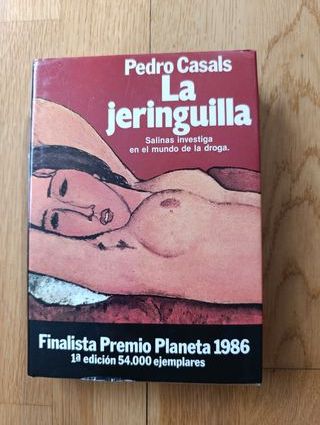 Pedro Casals
La
jeringuilla
Salinas investiga
en el mundo de la droga.
Finalista Premio Planeta 1986
1ª edición 54.000 ejemplares